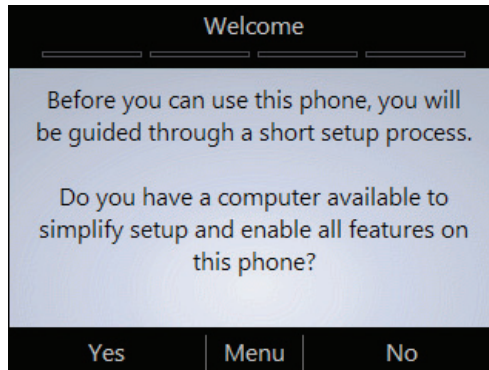 Welcome
Before you can use this phone, you will
be guided through a short setup process.
Do you have a computer available to
simplify setup and enable all features on
this phone?
Yes
Menu
No